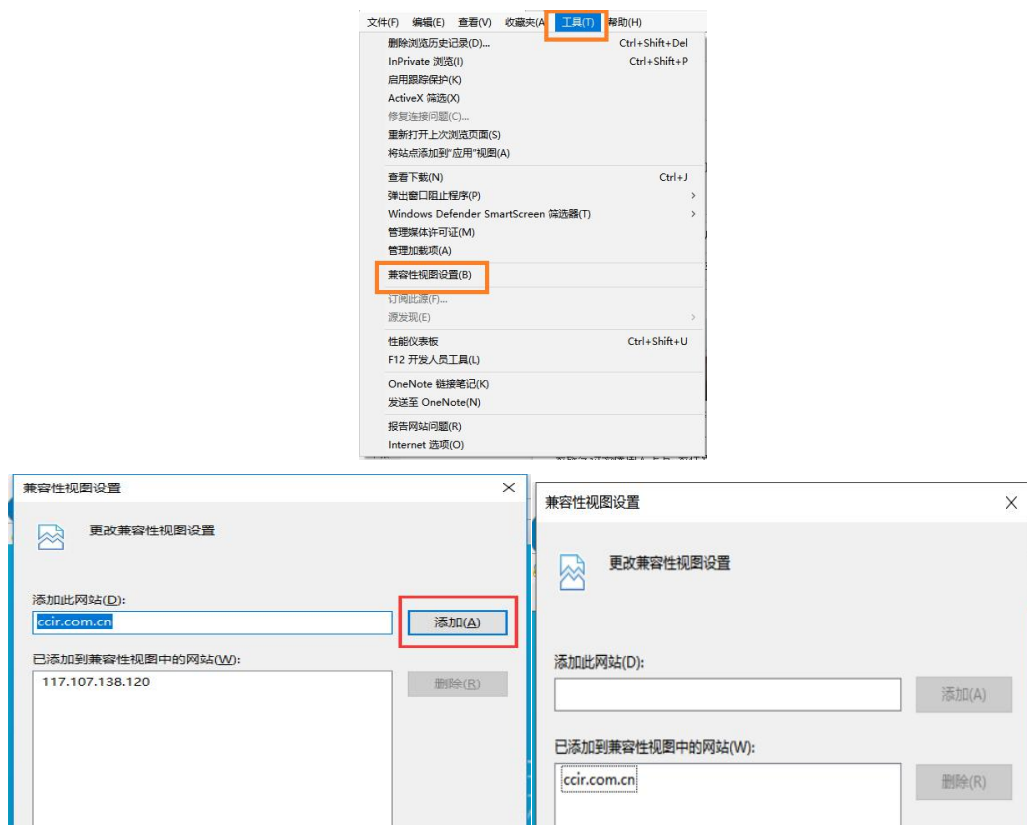 文件(F) 编辑(E) 查看(V) 收藏夹(A 工具(T) 帮助(H)
删除浏览历史记录(D)... Ctrl+Shift+Del
InPrivate 浏览(I) Ctrl+Shift+P
启用跟踪保护(K)
ActiveX 筛选(X)
修复连接问题(C)...
重新打开上次浏览页面(S)
将站点添加到“应用”视图(A)
查看下载(N) Ctrl+J
弹出窗口阻止程序(P)
Windows Defender SmartScreen 筛选器(T)
管理媒体许可证(M)
管理加载项(A)
兼容性视图设置(B)
订阅此源(F)...
源发现(E)
性能仪表板 Ctrl+Shift+U
F12 开发人员工具(L)
OneNote 链接笔记(K)
发送至 OneNote(N)
报告网站问题(R)
Internet 选项(O)
兼容性视图设置
更改兼容性视图设置
添加此网站(D):
ccir.com.cn 添加(A)
已添加到兼容性视图中的网站(W):
117.107.138.120 删除(R)
兼容性视图设置
更改兼容性视图设置
添加此网站(D):
添加(A)
已添加到兼容性视图中的网站(W):
ccir.com.cn 删除(R)